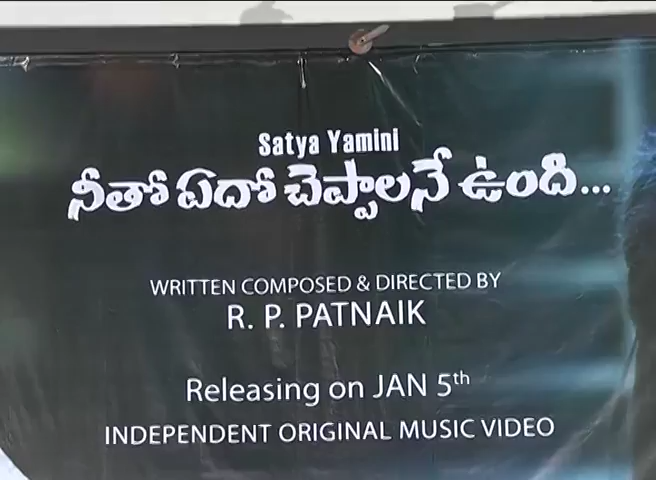 Satya Yamini
నీతో ఏదో చెప్పాలనే ఉంది...
WRITTEN COMPOSED & DIRECTED BY
R. P. PATNAIK
Releasing on JAN 5th
INDEPENDENT ORIGINAL MUSIC VIDEO